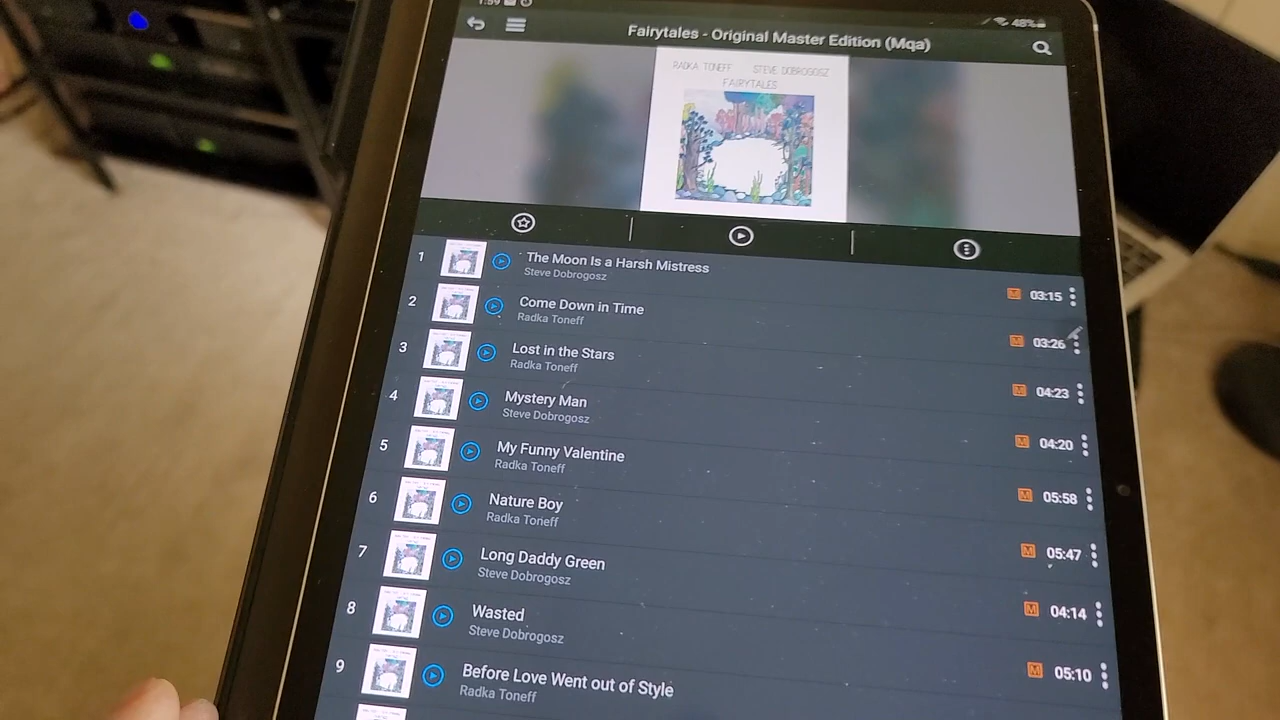 1:59
48%
Fairytales - Original Master Edition (Mqa)
RADKA TONEFF STEVE DOBROGOSZ
FAIRYTALES
1 The Moon Is a Harsh Mistress M 03:15
Steve Dobrogosz
2 Come Down in Time M 03:26
Radka Toneff
3 Lost in the Stars M 04:23
Radka Toneff
4 Mystery Man M 04:20
Steve Dobrogosz
5 My Funny Valentine M 05:58
Radka Toneff
6 Nature Boy M 05:47
Radka Toneff
7 Long Daddy Green M 04:14
Steve Dobrogosz
8 Wasted M 05:10
Steve Dobrogosz
9 Before Love Went out of Style
Radka Toneff